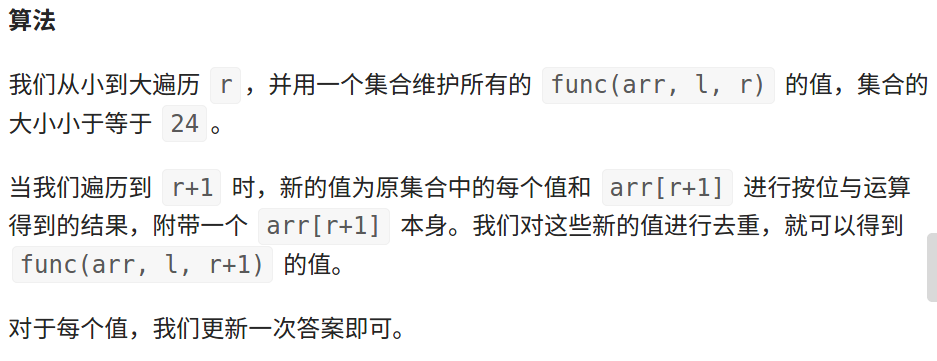 算法
我们从小到大遍历 r，并用一个集合维护所有的 func(arr, l, r) 的值，集合的
大小小于等于 24。
当我们遍历到 r+1 时，新的值为原集合中的每个值和 arr[r+1] 进行按位与运算
得到的结果，附带一个 arr[r+1] 本身。我们对这些新的值进行去重，就可以得到
func(arr, l, r+1) 的值。
对于每个值，我们更新一次答案即可。